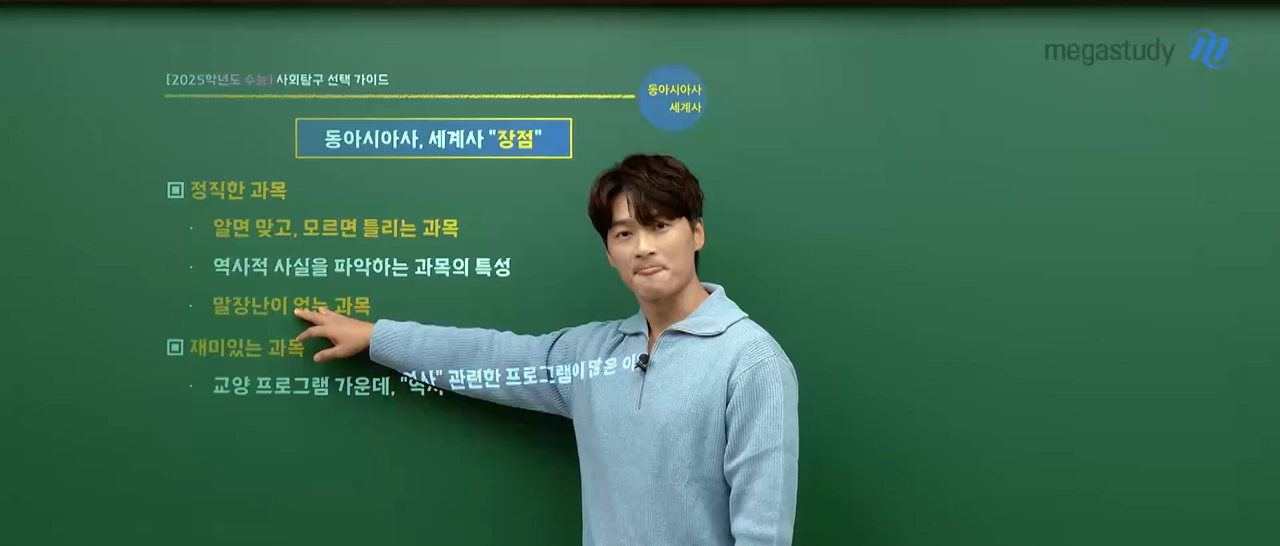 megastudy
[2025학년도 수능] 사회탐구 선택 가이드
동아시아사
세계사
동아시아사, 세계사 "장점"
정직한 과목
· 알면 맞고, 모르면 틀리는 과목
· 역사적 사실을 파악하는 과목의 특성
· 말장난이 없는 과목
재미있는 과목
· 교양 프로그램 가운데, "역사" 관련한 프로그램이 많은